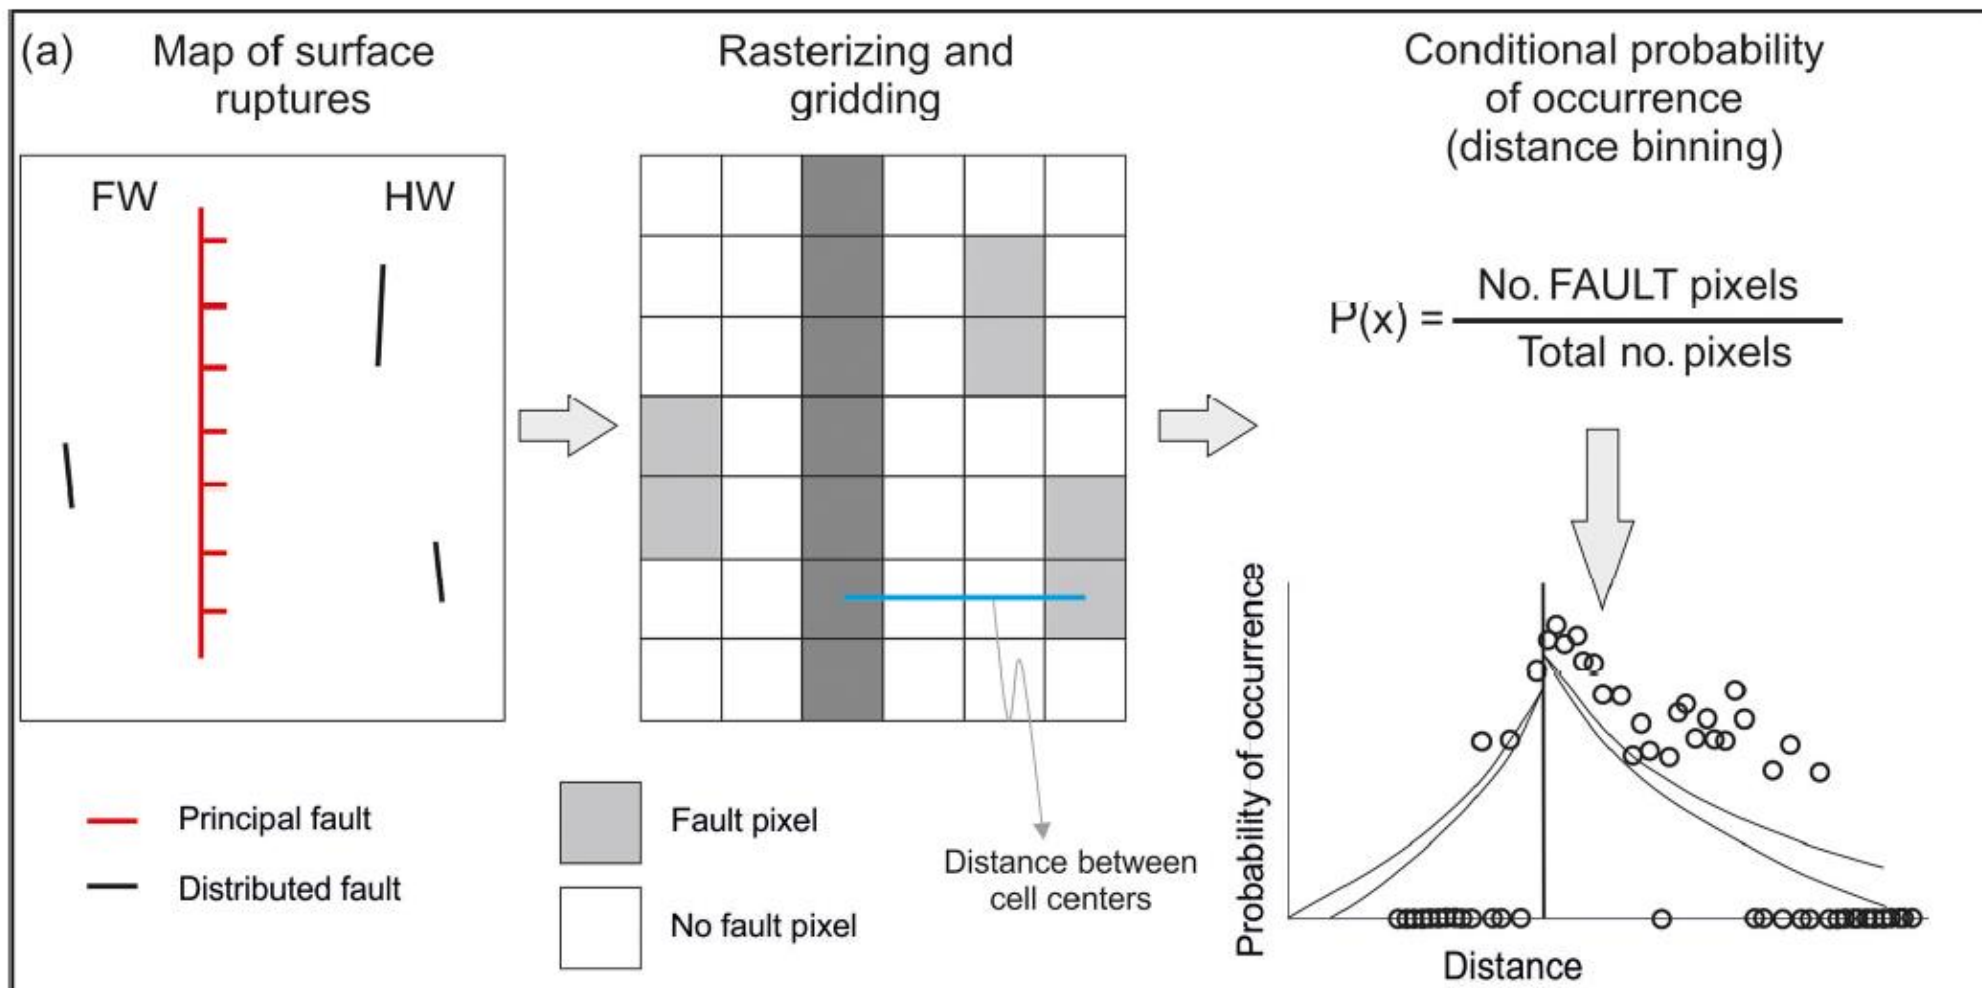 (a)
Map of surface
ruptures
Rasterizing and
gridding
Conditional probability
of occurrence
(distance binning)
FW
HW
P(x) =
No. FAULT pixels
Total no. pixels
Principal fault
Distributed fault
Fault pixel
No fault pixel
Distance between
cell centers
Probability of occurrence
Distance